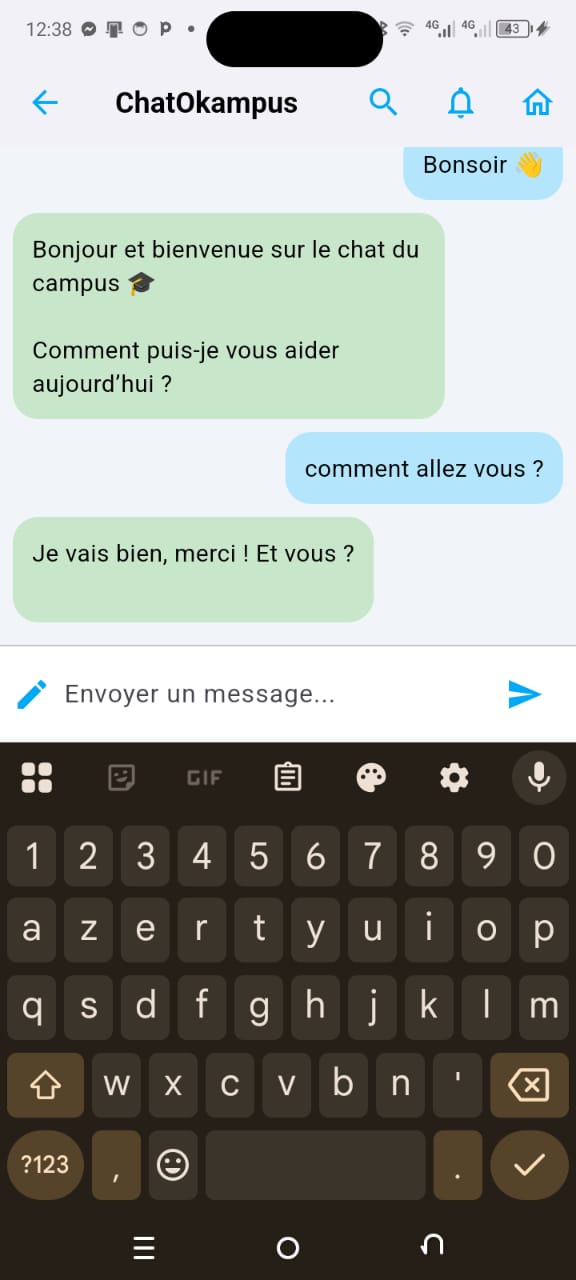 12:38
4G 4G 43
ChatOkampus
Bonsoir 👋
Bonjour et bienvenue sur le chat du
campus 🎓
Comment puis-je vous aider
aujourd’hui ?
comment allez vous ?
Je vais bien, merci ! Et vous ?
Envoyer un message...
GIF
1 2 3 4 5 6 7 8 9 0
a z e r t y u i o p
q s d f g h j k l m
w x c v b n '
?123 , .